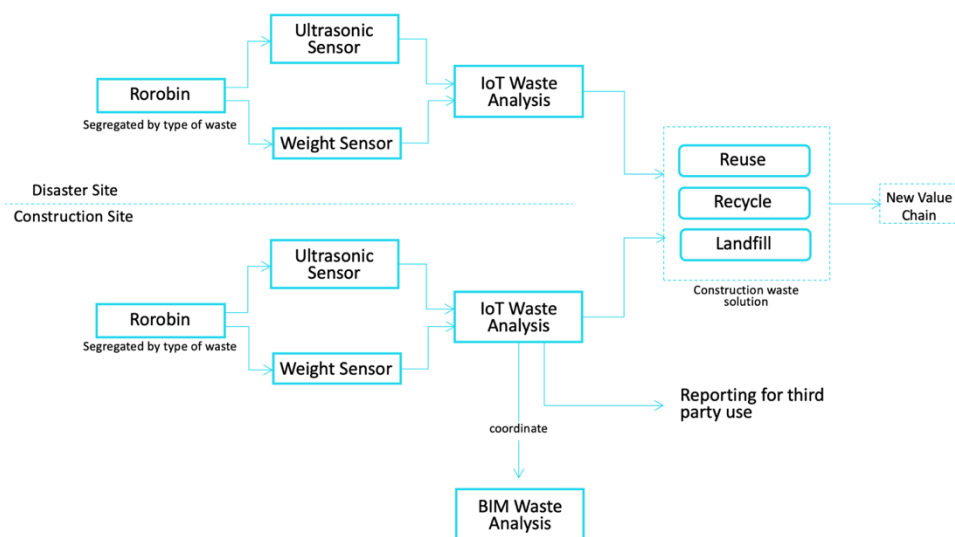 Ultrasonic
Sensor
Rorobin
Segregated by type of waste
IoT Waste
Analysis
Weight Sensor
Reuse
Recycle
Landfill
Construction waste
solution
New Value
Chain
Disaster Site
Construction Site
Ultrasonic
Sensor
Rorobin
Segregated by type of waste
IoT Waste
Analysis
Weight Sensor
Reporting for third
party use
coordinate
BIM Waste
Analysis